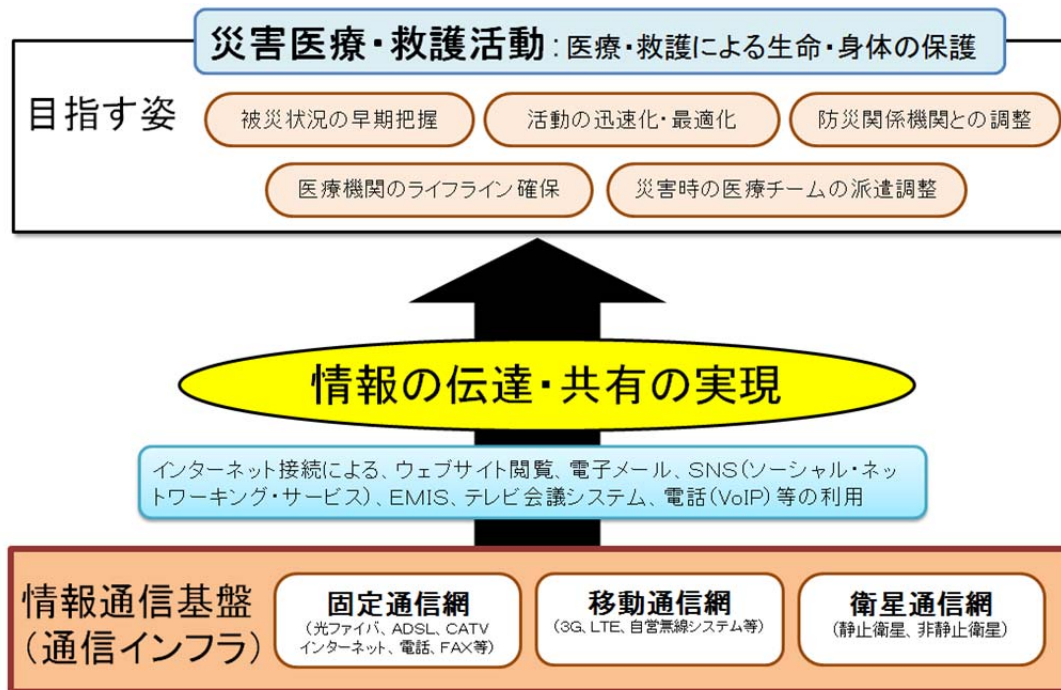 災害医療・救護活動：医療・救護による生命・身体の保護
目指す姿
被災状況の早期把握
活動の迅速化・最適化
防災関係機関との調整
医療機関のライフライン確保
災害時の医療チームの派遣調整
情報の伝達・共有の実現
インターネット接続による、ウェブサイト閲覧、電子メール、SNS(ソーシャル・ネッ
トワーキング・サービス)、EMIS、テレビ会議システム、電話(VoIP)等の利用
情報通信基盤
(通信インフラ)
固定通信網
(光ファイバ、ADSL、CATV
インターネット、電話、FAX等)
移動通信網
(3G、LTE、自営無線システム等)
衛星通信網
(静止衛星、非静止衛星)